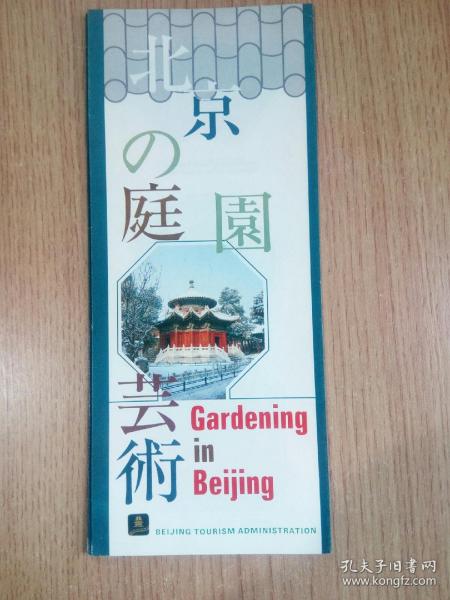 北京
の庭園
芸術
Gardening
in
Beijing
BEIJING TOURISM ADMINISTRATION
孔夫子旧书网
www.kongfz.com